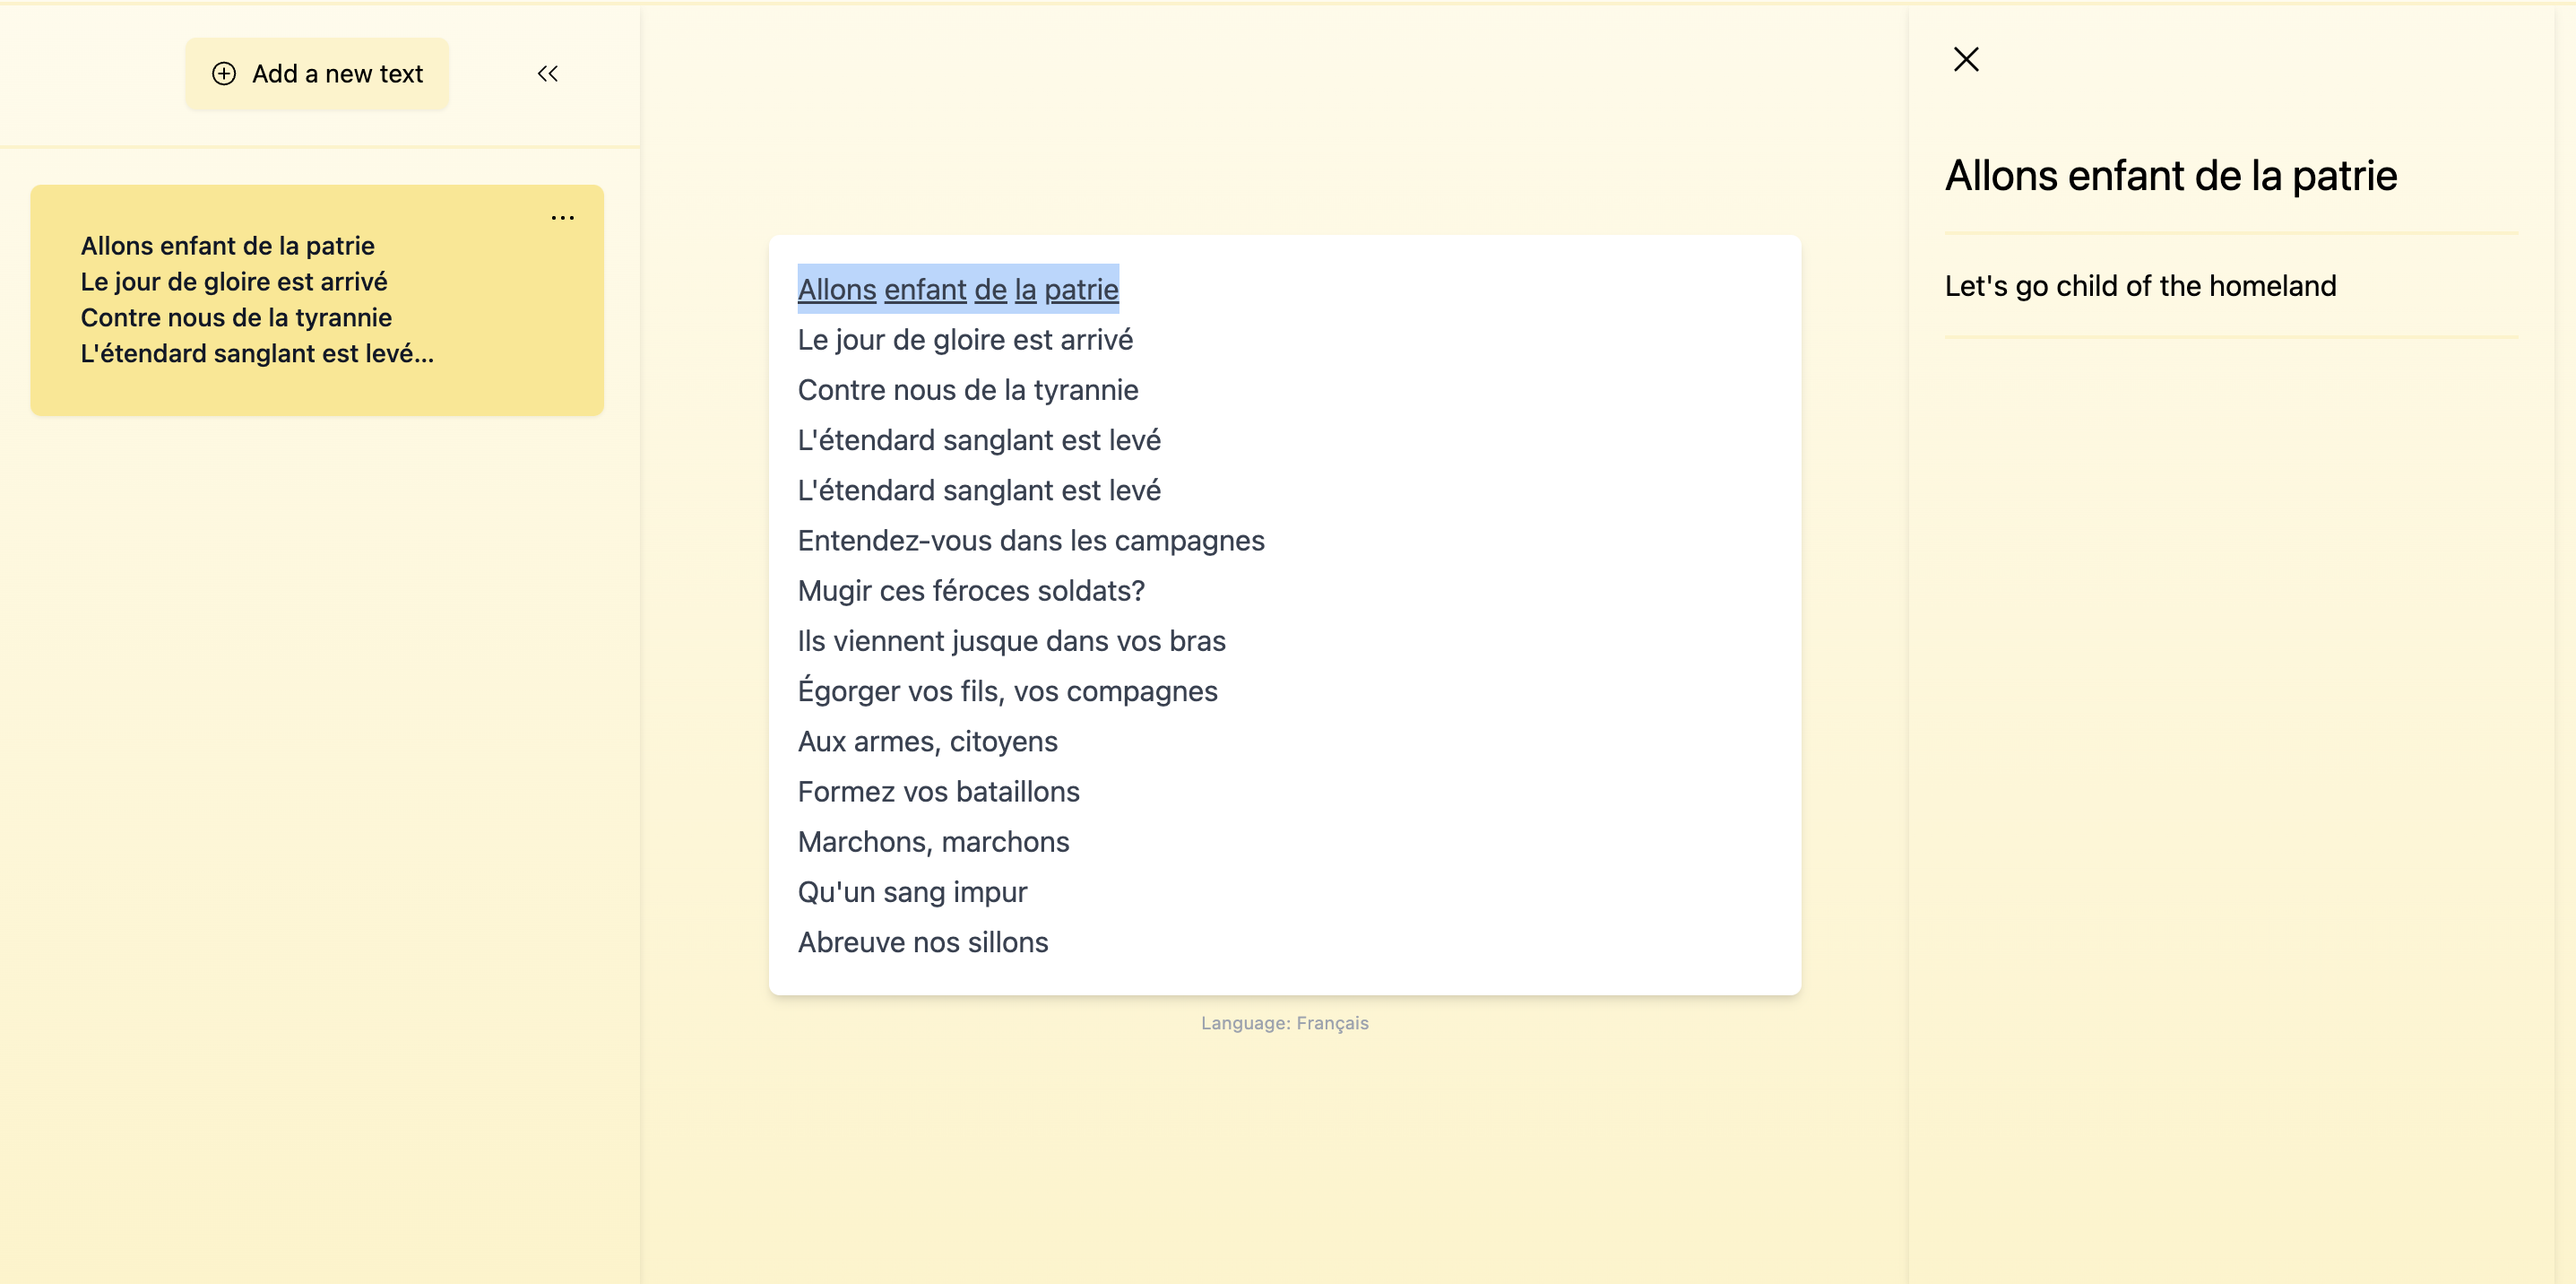 Add a new text
Allons enfant de la patrie
Le jour de gloire est arrivé
Contre nous de la tyrannie
L'étendard sanglant est levé...
Allons enfant de la patrie
Le jour de gloire est arrivé
Contre nous de la tyrannie
L'étendard sanglant est levé
L'étendard sanglant est levé
Entendez-vous dans les campagnes
Mugir ces féroces soldats?
Ils viennent jusque dans vos bras
Égorger vos fils, vos compagnes
Aux armes, citoyens
Formez vos bataillons
Marchons, marchons
Qu'un sang impur
Abreuve nos sillons
Language: Français
Allons enfant de la patrie
Let's go child of the homeland